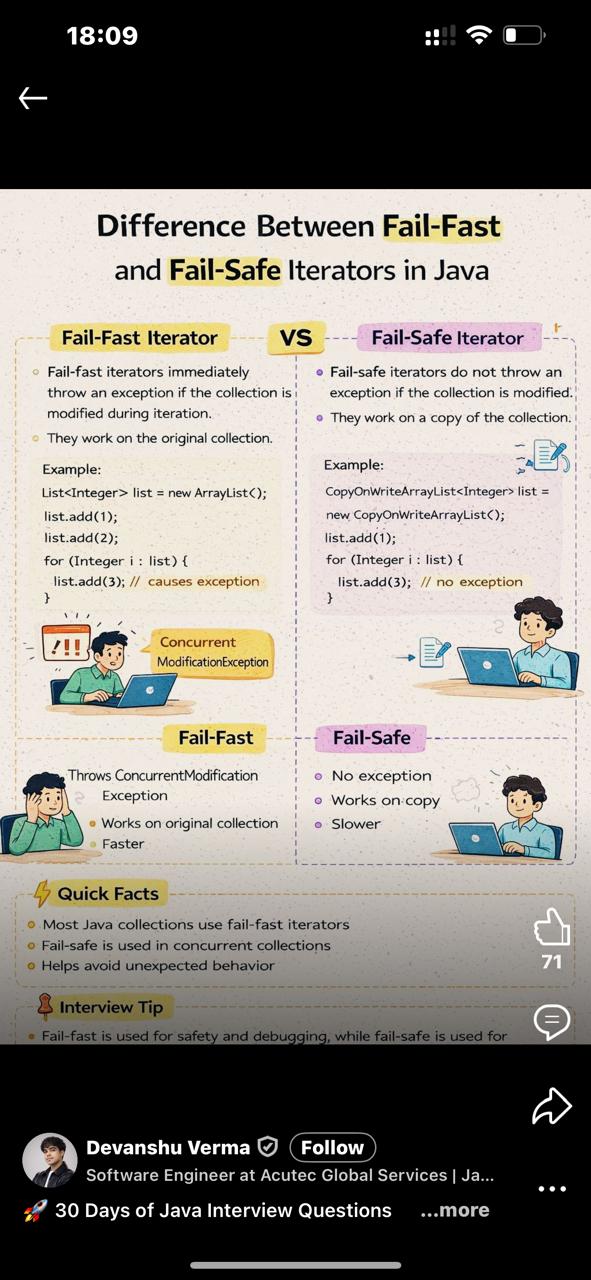 18:09
Difference Between Fail-Fast
and Fail-Safe Iterators in Java
Fail-Fast Iterator
VS
Fail-Safe Iterator
Fail-fast iterators immediately
throw an exception if the collection is
modified during iteration.
They work on the original collection.
Example:
List<Integer> list = new ArrayList();
list.add(1);
list.add(2);
for (Integer i : list) {
list.add(3); // causes exception
}
!!!
Concurrent
ModificationException
Fail-safe iterators do not throw an
exception if the collection is modified.
They work on a copy of the collection.
Example:
CopyOnWriteArrayList<Integer> list =
new CopyOnWriteArrayList();
list.add(1);
for (Integer i : list) {
list.add(3); // no exception
}
Fail-Fast
Throws ConcurrentModification
Exception
Works on original collection
Faster
Fail-Safe
No exception
Works on copy
Slower
Quick Facts
Most Java collections use fail-fast iterators
Fail-safe is used in concurrent collections
Helps avoid unexpected behavior
71
Interview Tip
Fail-fast is used for safety and debugging, while fail-safe is used for
Devanshu Verma
Follow
Software Engineer at Acutec Global Services | Ja...
🚀 30 Days of Java Interview Questions ...more